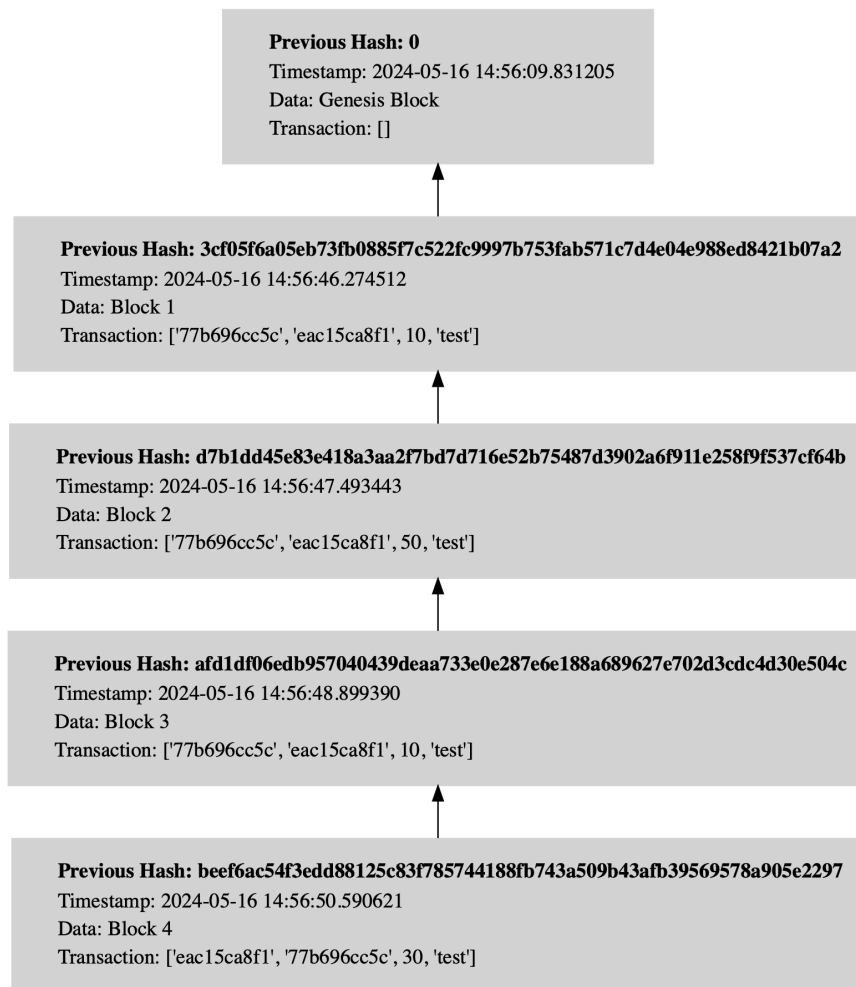 Previous Hash: 0
Timestamp: 2024-05-16 14:56:09.831205
Data: Genesis Block
Transaction: []
Previous Hash: 3cf05f6a05eb73fb0885f7c522fc9997b753fab571c7d4e04e988ed8421b07a2
Timestamp: 2024-05-16 14:56:46.274512
Data: Block 1
Transaction: ['77b696cc5c', 'eac15ca8f1', 10, 'test']
Previous Hash: d7b1dd45e83e418a3aa2f7bd7d716e52b75487d3902a6f911e258f9f537cf64b
Timestamp: 2024-05-16 14:56:47.493443
Data: Block 2
Transaction: ['77b696cc5c', 'eac15ca8f1', 50, 'test']
Previous Hash: afd1df06edb957040439deaa733e0e287e6e188a689627e702d3cdc4d30e504c
Timestamp: 2024-05-16 14:56:48.899390
Data: Block 3
Transaction: ['77b696cc5c', 'eac15ca8f1', 10, 'test']
Previous Hash: beef6ac54f3edd88125c83f785744188fb743a509b43afb39569578a905e2297
Timestamp: 2024-05-16 14:56:50.590621
Data: Block 4
Transaction: ['eac15ca8f1', '77b696cc5c', 30, 'test']